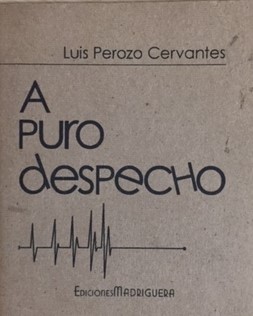 Luis Perozo Cervantes
A
PURO
despecho
EdicionesMadriguera